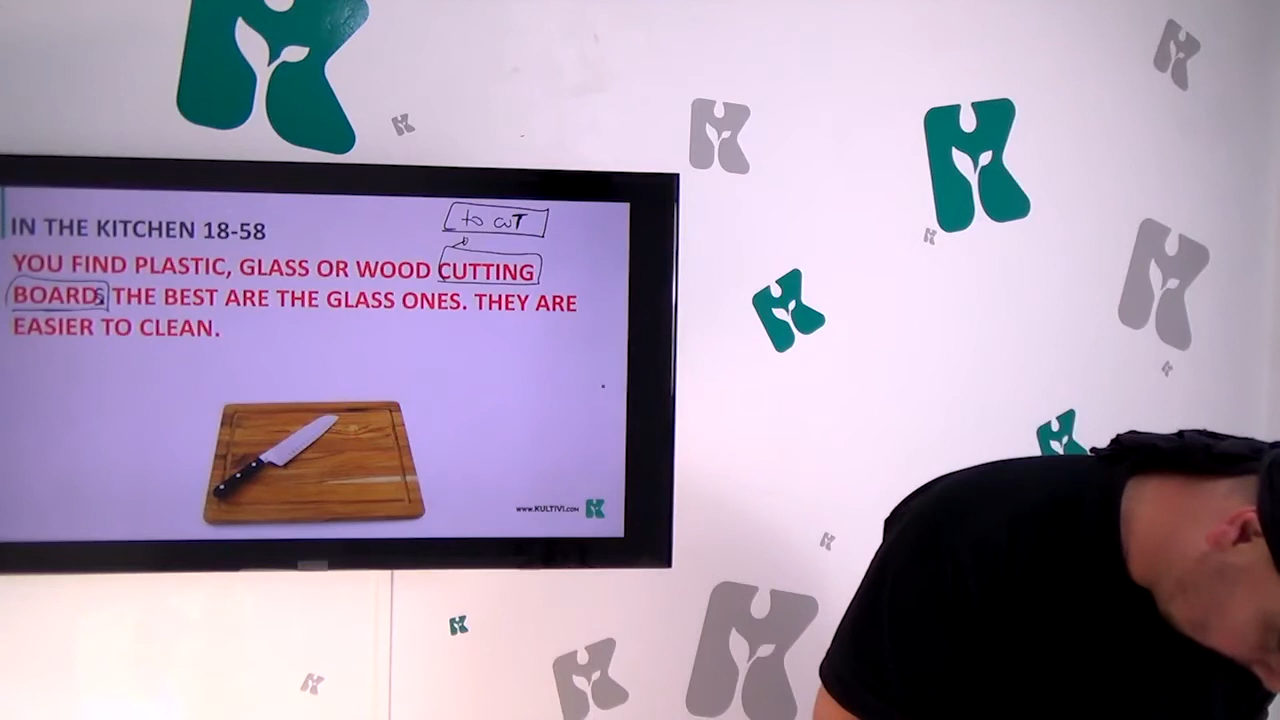 IN THE KITCHEN 18-58
to cuT
YOU FIND PLASTIC, GLASS OR WOOD CUTTING
BOARDs THE BEST ARE THE GLASS ONES. THEY ARE
EASIER TO CLEAN.
www.KULTIVI.COM